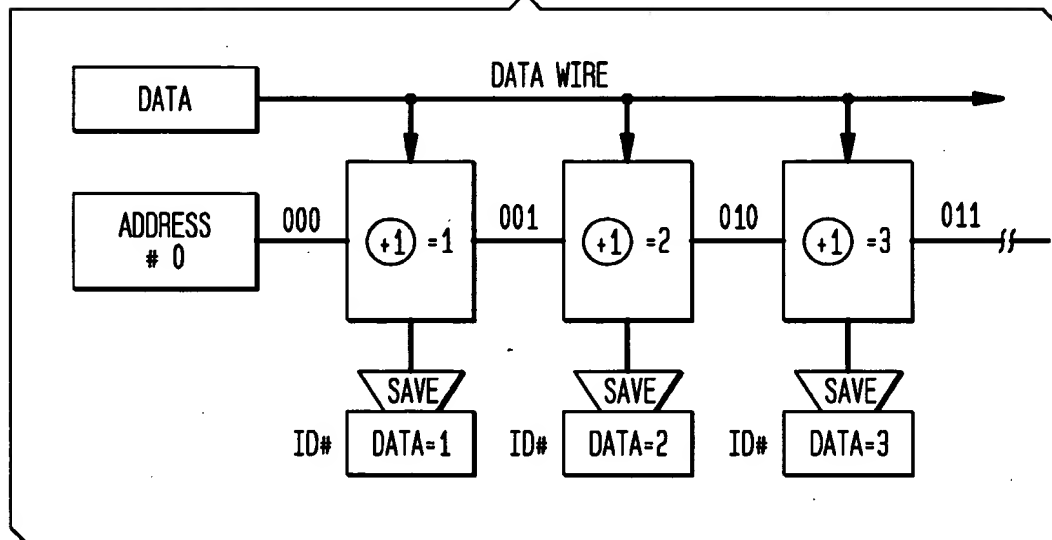 DATA WIRE
DATA
ADDRESS
# 0
000
001
010
011
+1 =1
+1 =2
+1 =3
SAVE
SAVE
SAVE
ID#
DATA=1
ID#
DATA=2
ID#
DATA=3